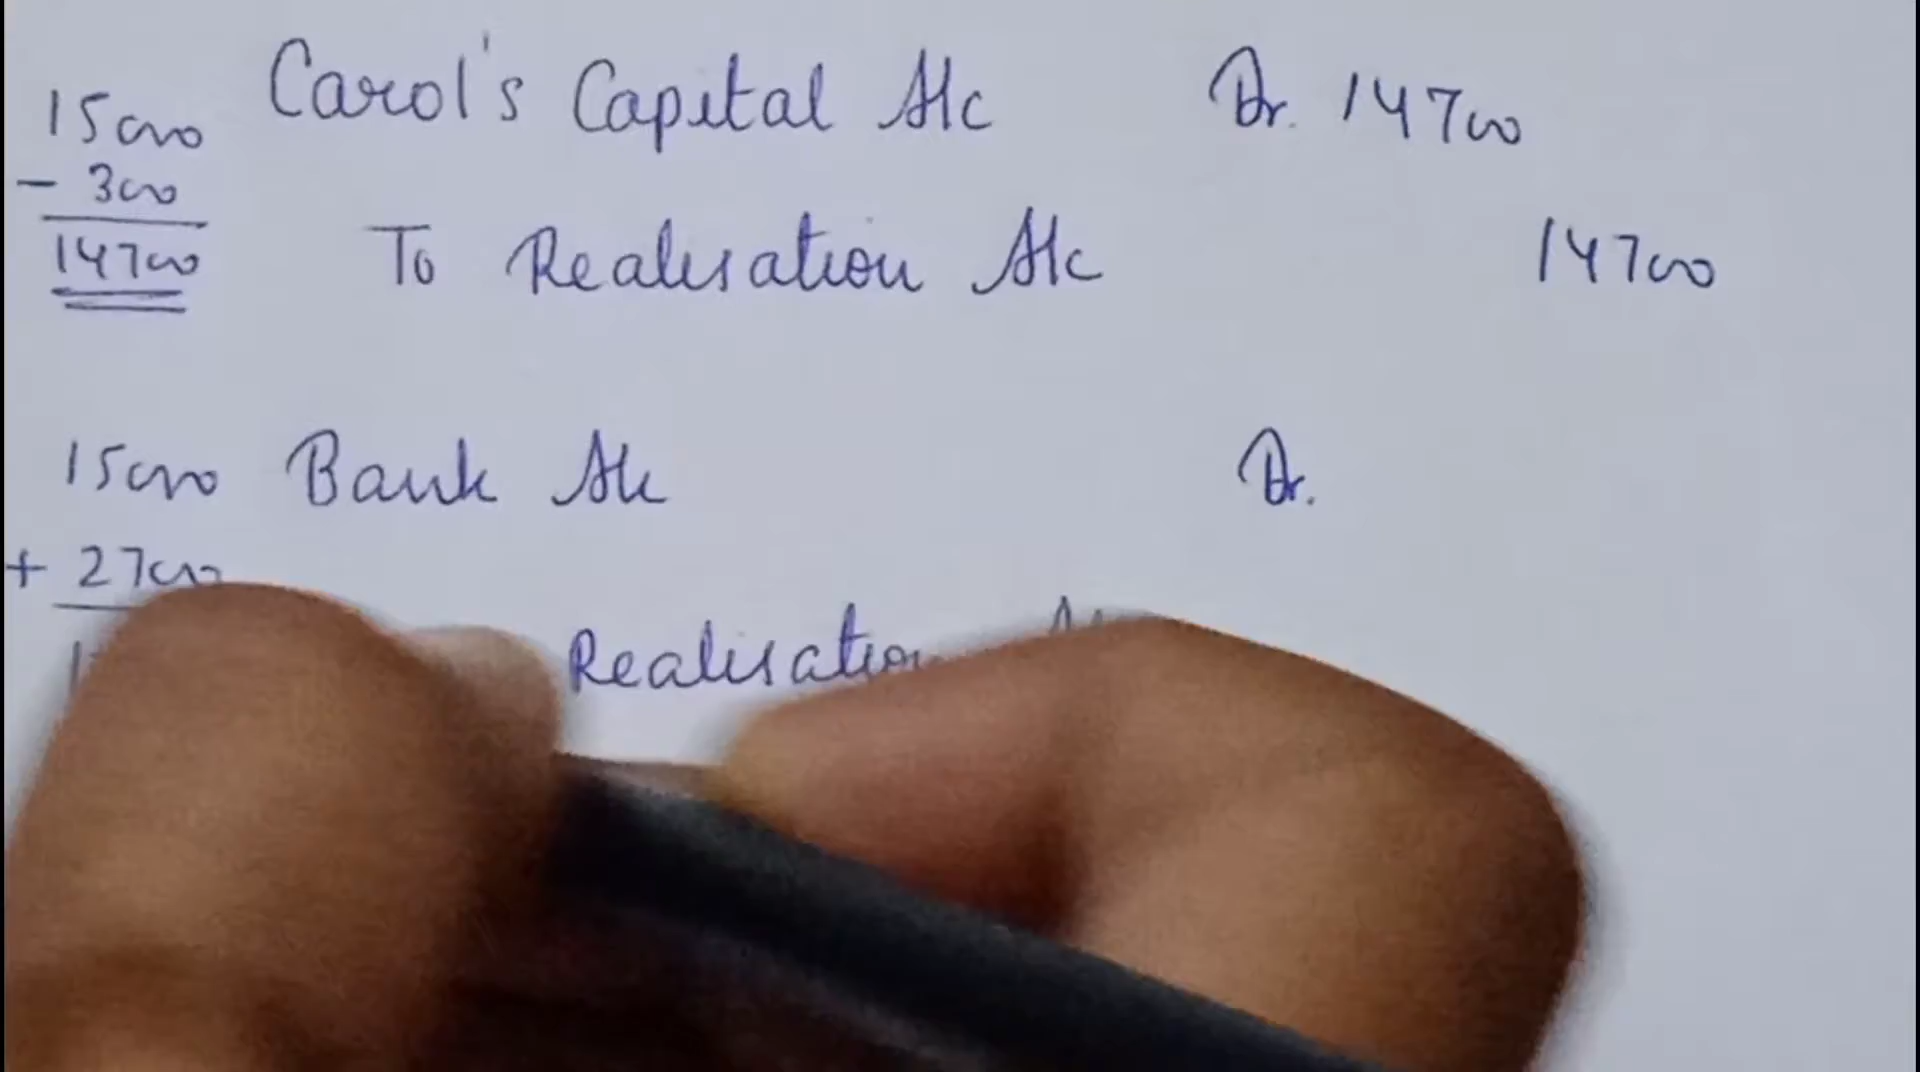 15000 Carol's Capital A/c Dr. 14700
- 300
14700 To Realisation A/c 14700
15000 Bank A/c Dr.
+ 2700
Realisation